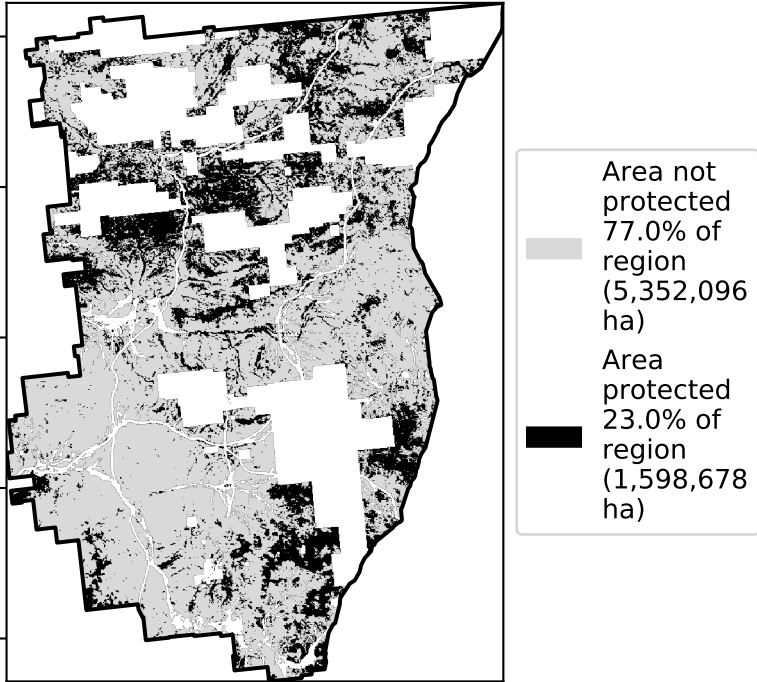 Area not
protected
77.0% of
region
(5,352,096
ha)
Area
protected
23.0% of
region
(1,598,678
ha)